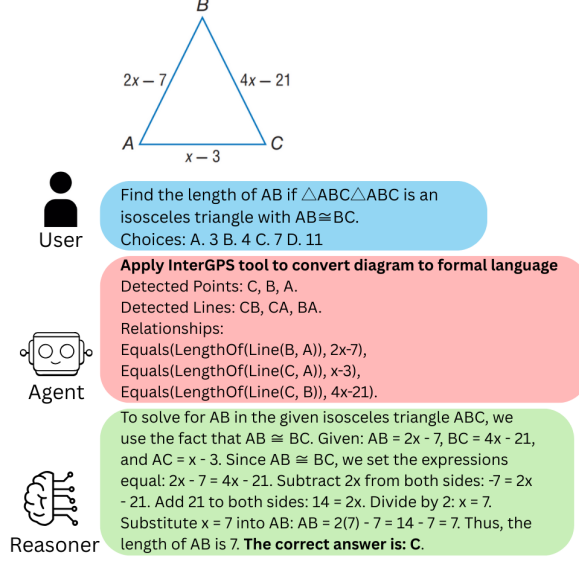 B
2x – 7
4x – 21
A
C
x – 3
User
Find the length of AB if △ABC△ABC is an
isosceles triangle with AB≅BC.
Choices: A. 3 B. 4 C. 7 D. 11
Agent
Apply InterGPS tool to convert diagram to formal language
Detected Points: C, B, A.
Detected Lines: CB, CA, BA.
Relationships:
Equals(LengthOf(Line(B, A)), 2x-7),
Equals(LengthOf(Line(C, A)), x-3),
Equals(LengthOf(Line(C, B)), 4x-21).
Reasoner
To solve for AB in the given isosceles triangle ABC, we
use the fact that AB ≅ BC. Given: AB = 2x - 7, BC = 4x - 21,
and AC = x - 3. Since AB ≅ BC, we set the expressions
equal: 2x - 7 = 4x - 21. Subtract 2x from both sides: -7 = 2x
- 21. Add 21 to both sides: 14 = 2x. Divide by 2: x = 7.
Substitute x = 7 into AB: AB = 2(7) - 7 = 14 - 7 = 7. Thus, the
length of AB is 7. The correct answer is: C.